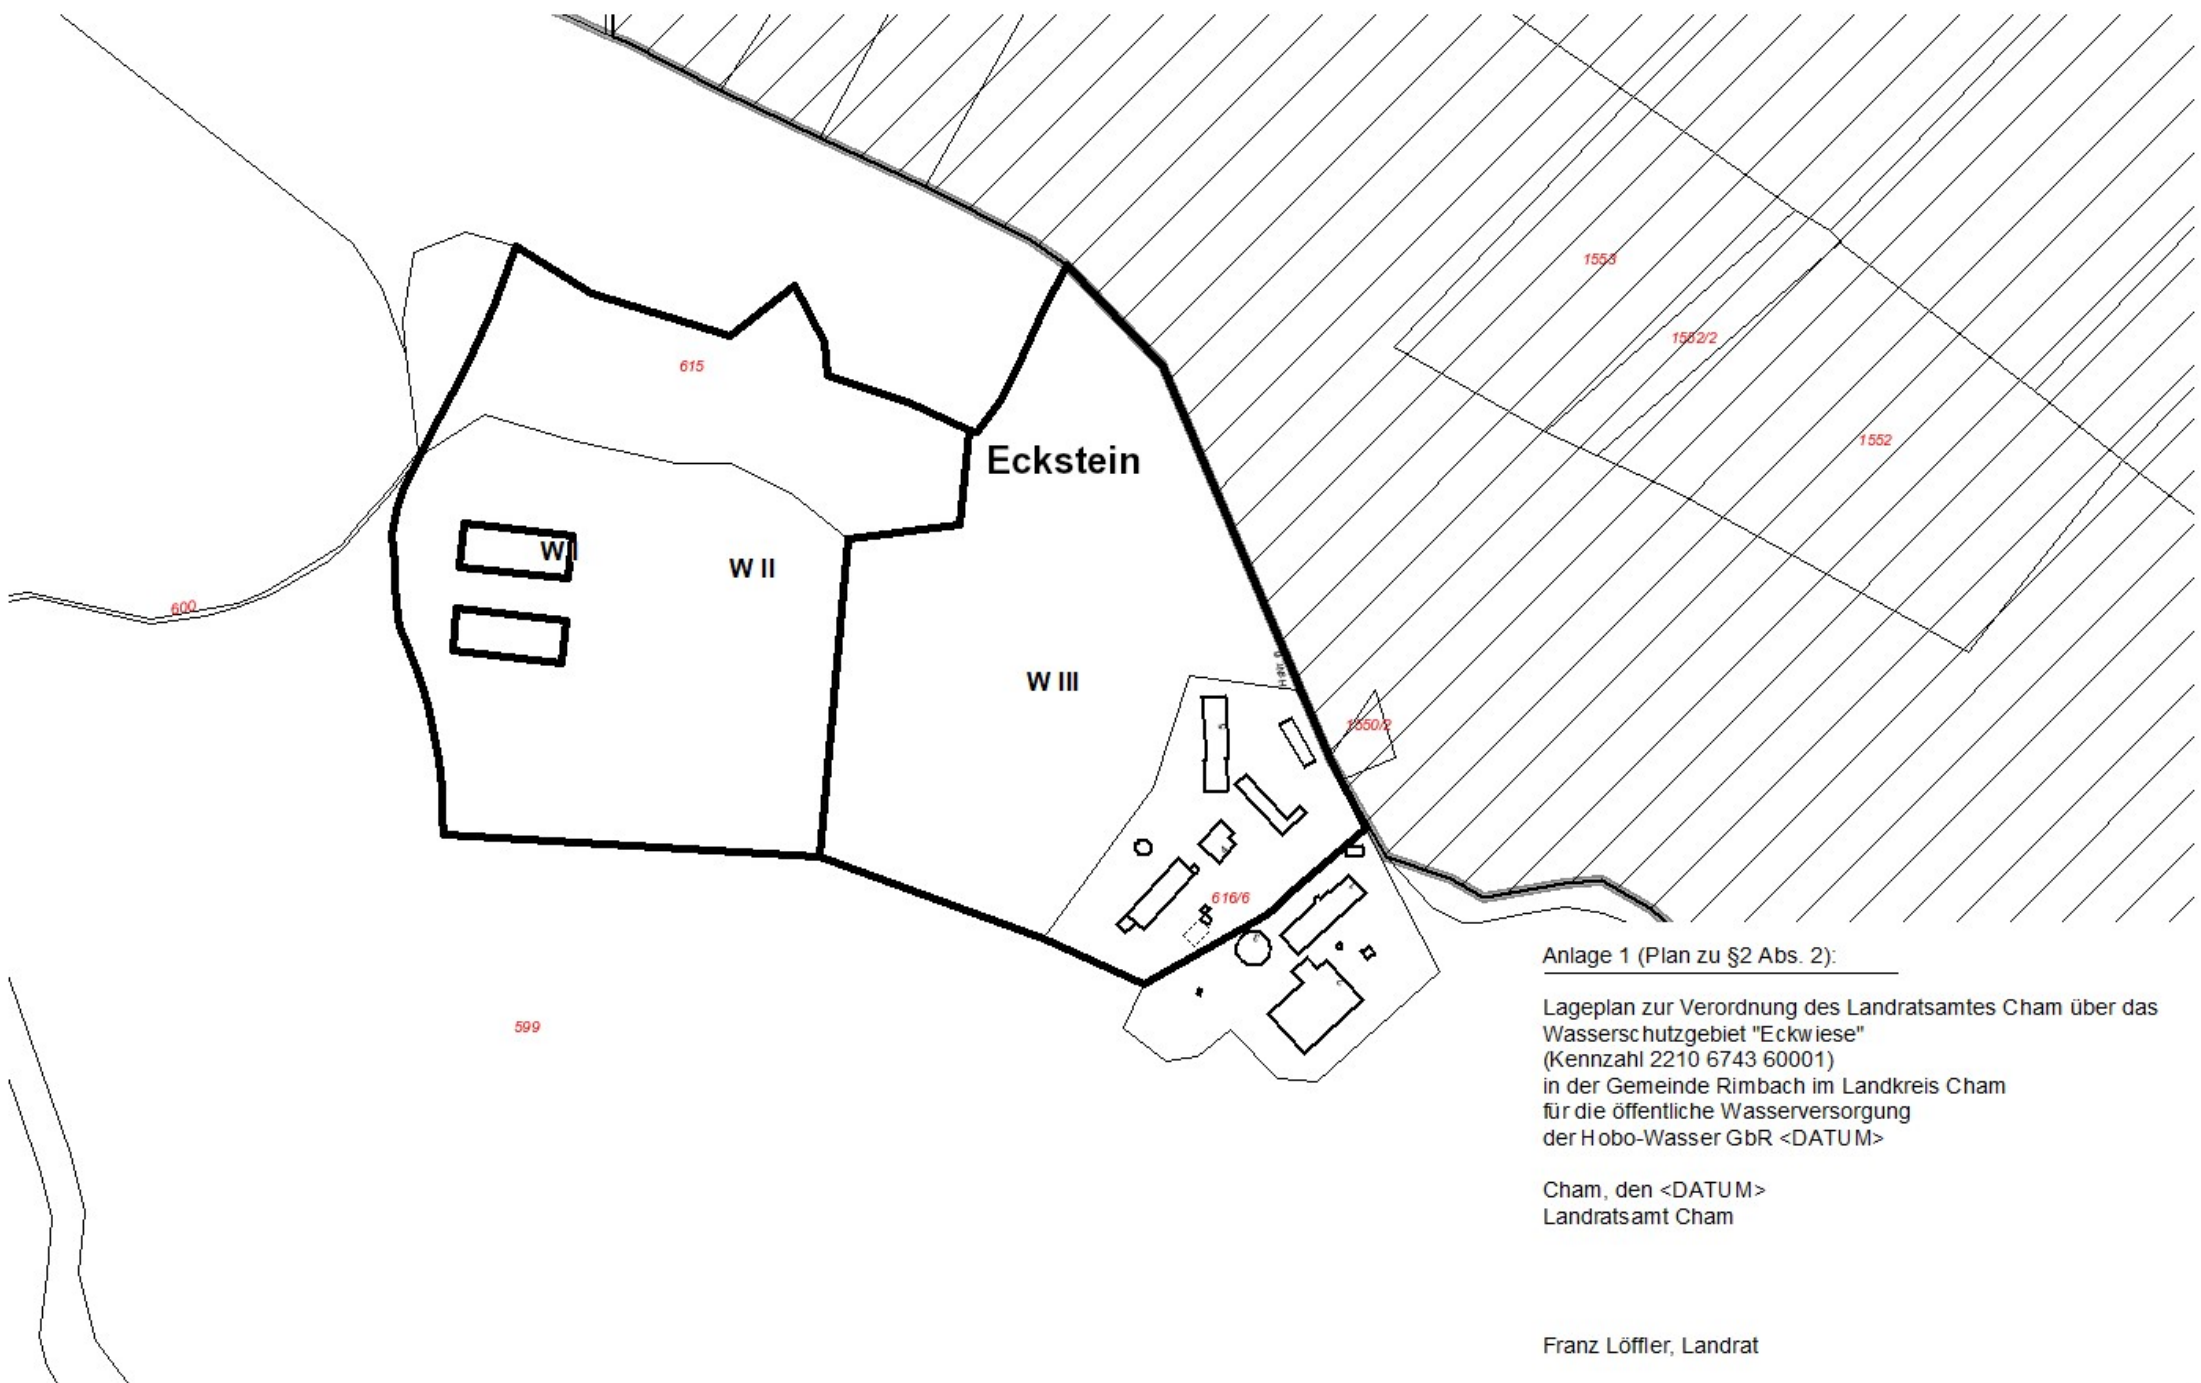 1553
1552/2
615
1552
Eckstein
W I
W II
600
W III
1550/2
616/6
599
Anlage 1 (Plan zu §2 Abs. 2):
Lageplan zur Verordnung des Landratsamtes Cham über das
Wasserschutzgebiet "Eckwiese"
(Kennzahl 2210 6743 60001)
in der Gemeinde Rimbach im Landkreis Cham
für die öffentliche Wasserversorgung
der Hobo-Wasser GbR <DATUM>
Cham, den <DATUM>
Landratsamt Cham
Franz Löffler, Landrat